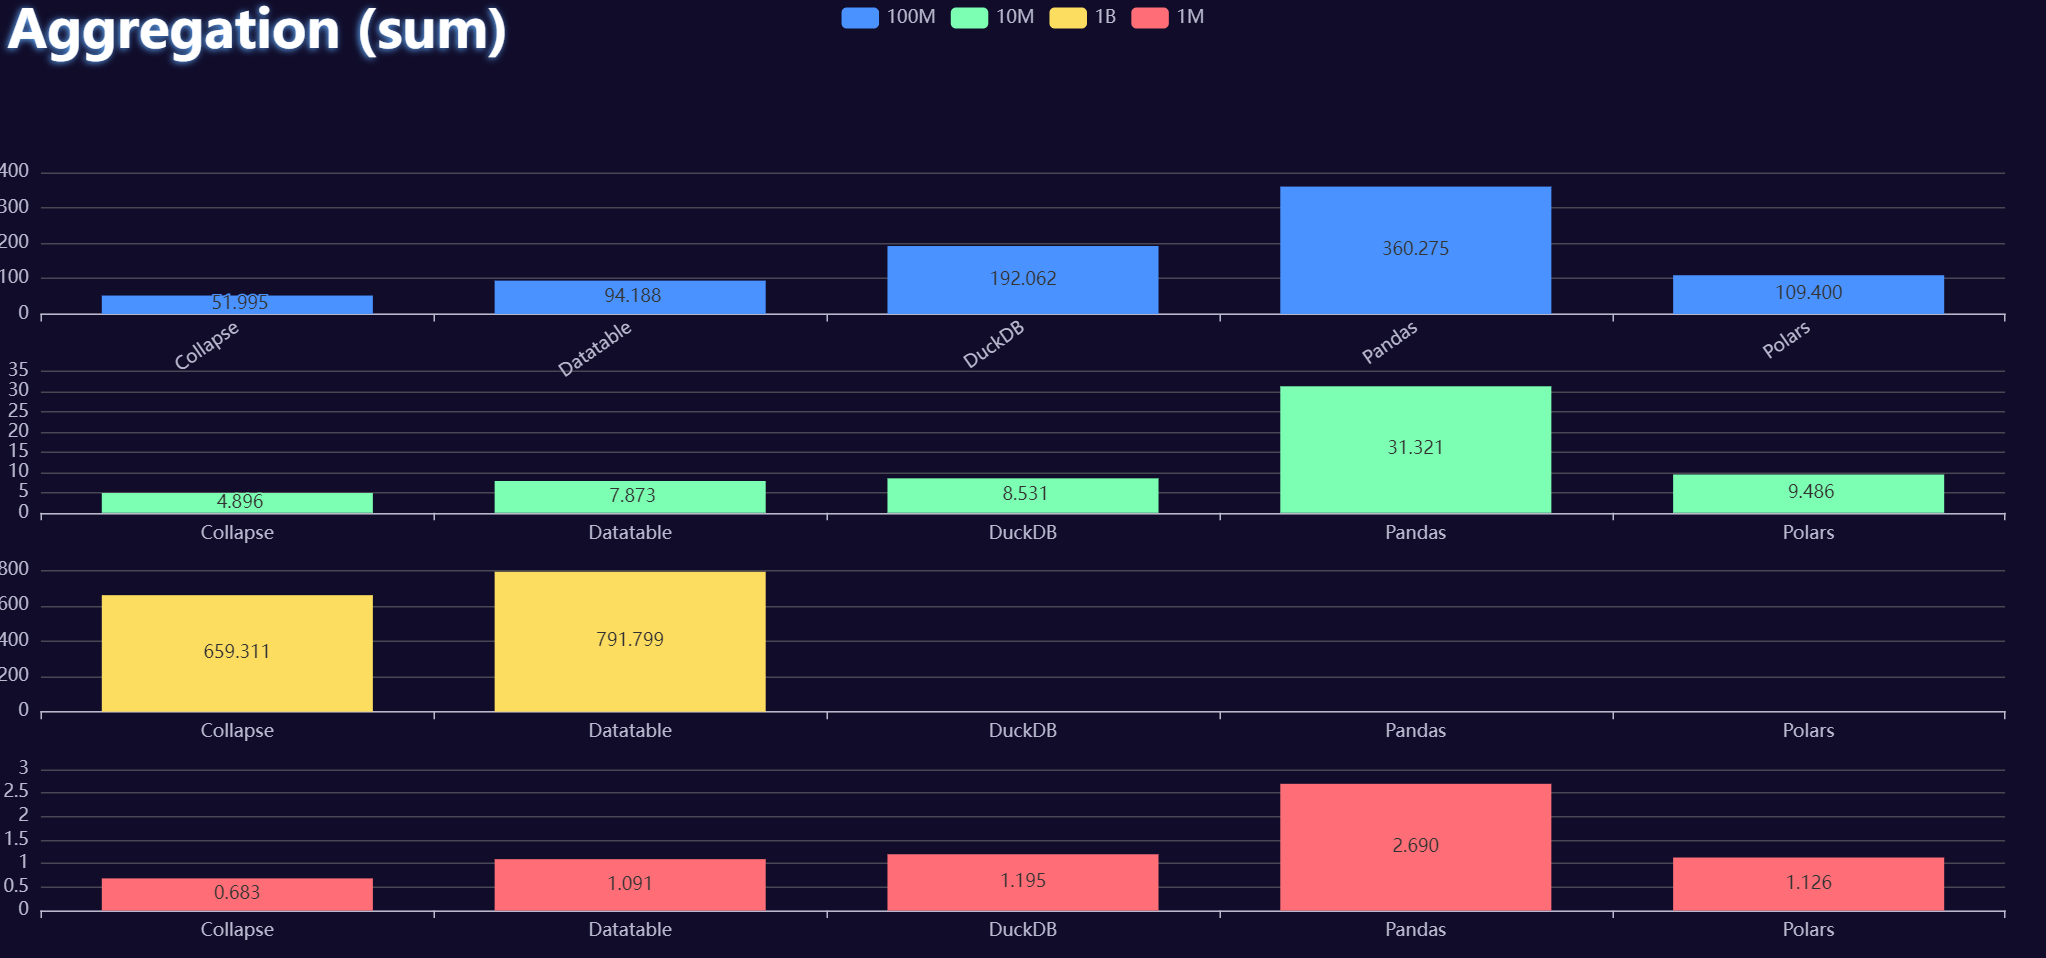 Aggregation (sum)
100M 10M 1B 1M
400
300
200
100
0
51.995 94.188 192.062 360.275 109.400
Collapse Datatable DuckDB Pandas Polars
35
30
25
20
15
10
5
0
4.896 7.873 8.531 31.321 9.486
Collapse Datatable DuckDB Pandas Polars
800
600
400
200
0
659.311 791.799
Collapse Datatable DuckDB Pandas Polars
3
2.5
2
1.5
1
0.5
0
0.683 1.091 1.195 2.690 1.126
Collapse Datatable DuckDB Pandas Polars